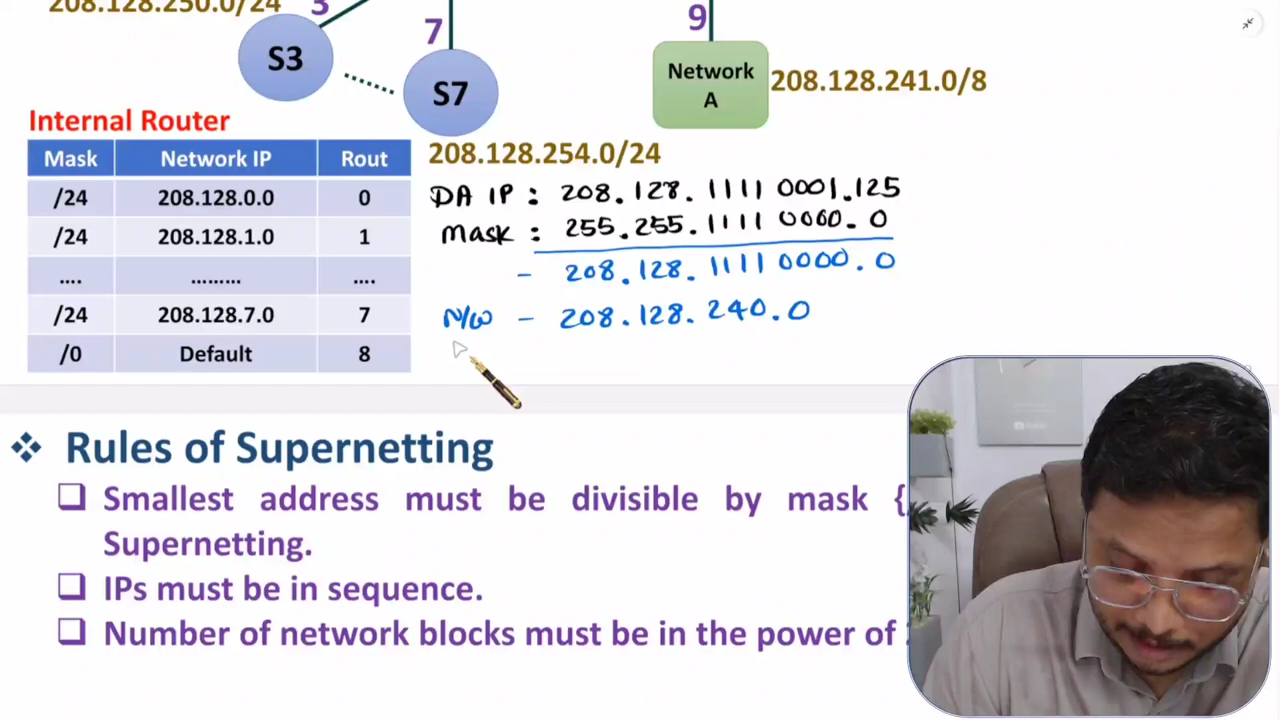 208.128.250.0/24
3
7
9
S3
S7
Network
A
208.128.241.0/8
Internal Router
208.128.254.0/24
Mask Network IP Rout
/24 208.128.0.0 0
/24 208.128.1.0 1
.... ......... ....
/24 208.128.7.0 7
/0 Default 8
DA IP : 208.128.1111 0001.125
Mask : 255.255.1111 0000.0
- 208.128.1111 0000.0
N/W - 208.128.240.0
❖ Rules of Supernetting
❑ Smallest address must be divisible by mask {
Supernetting.
❑ IPs must be in sequence.
❑ Number of network blocks must be in the power of